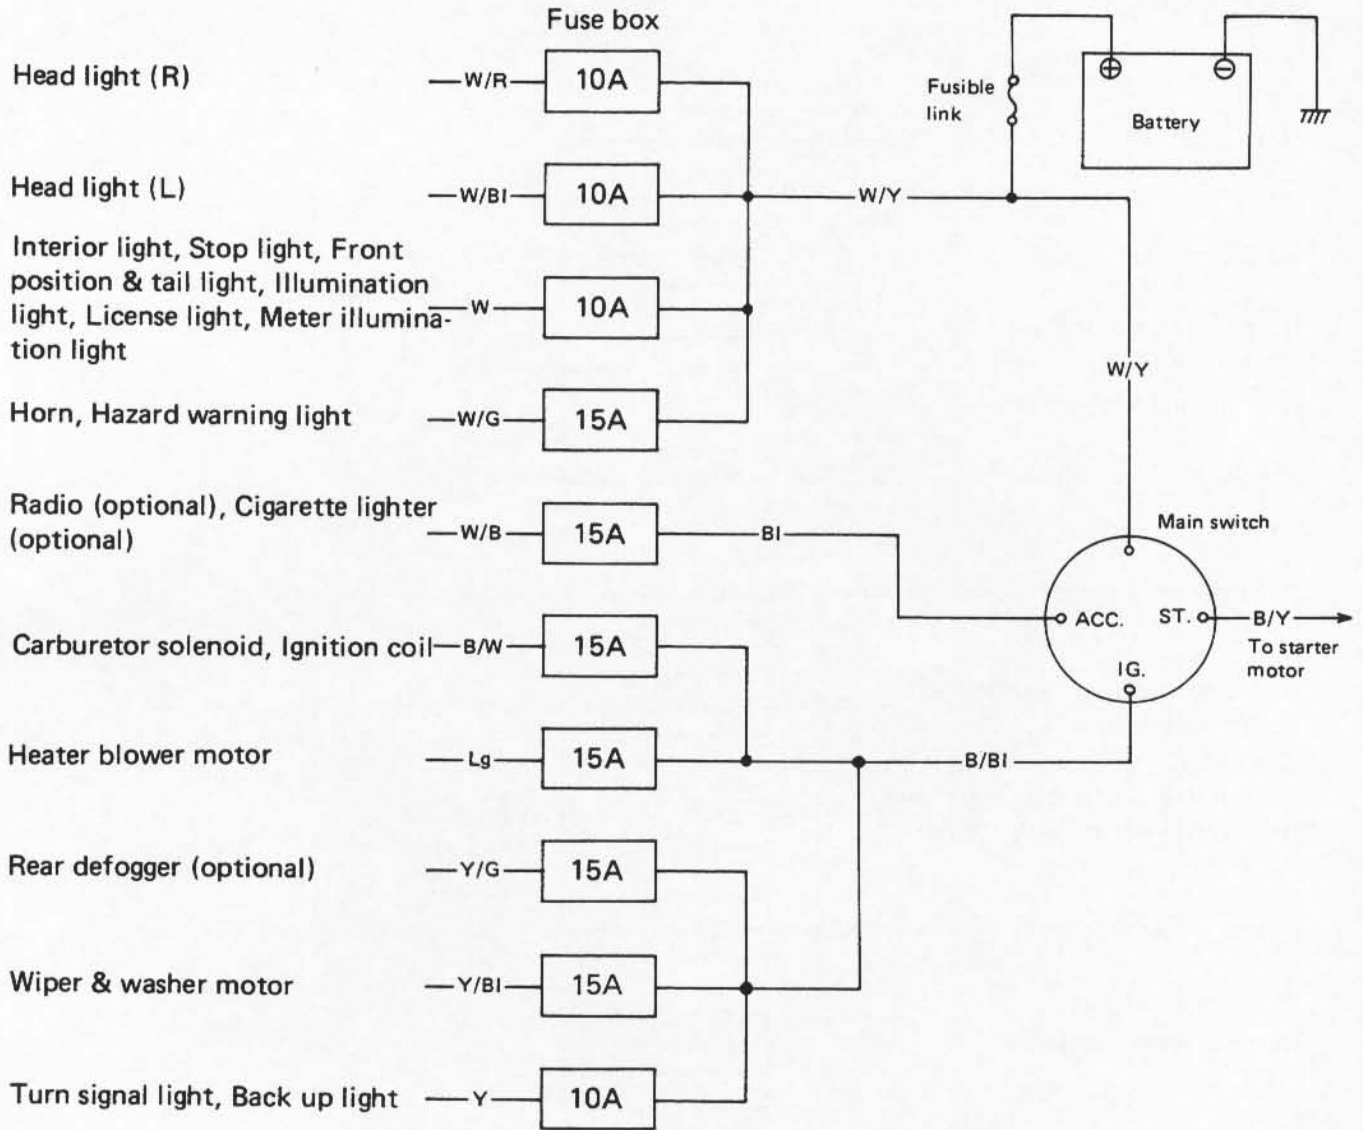 Fuse box
Head light (R)
W/R
10A
Fusible
link
⊕
⊖
Battery
Head light (L)
W/Bl
10A
W/Y
Interior light, Stop light, Front
position & tail light, Illumination
light, License light, Meter illumina-
tion light
W
10A
W/Y
Horn, Hazard warning light
W/G
15A
Radio (optional), Cigarette lighter
(optional)
W/B
15A
Bl
Main switch
ACC.
ST.
B/Y
To starter
motor
IG.
Carburetor solenoid, Ignition coil
B/W
15A
Heater blower motor
Lg
15A
B/Bl
Rear defogger (optional)
Y/G
15A
Wiper & washer motor
Y/Bl
15A
Turn signal light, Back up light
Y
10A